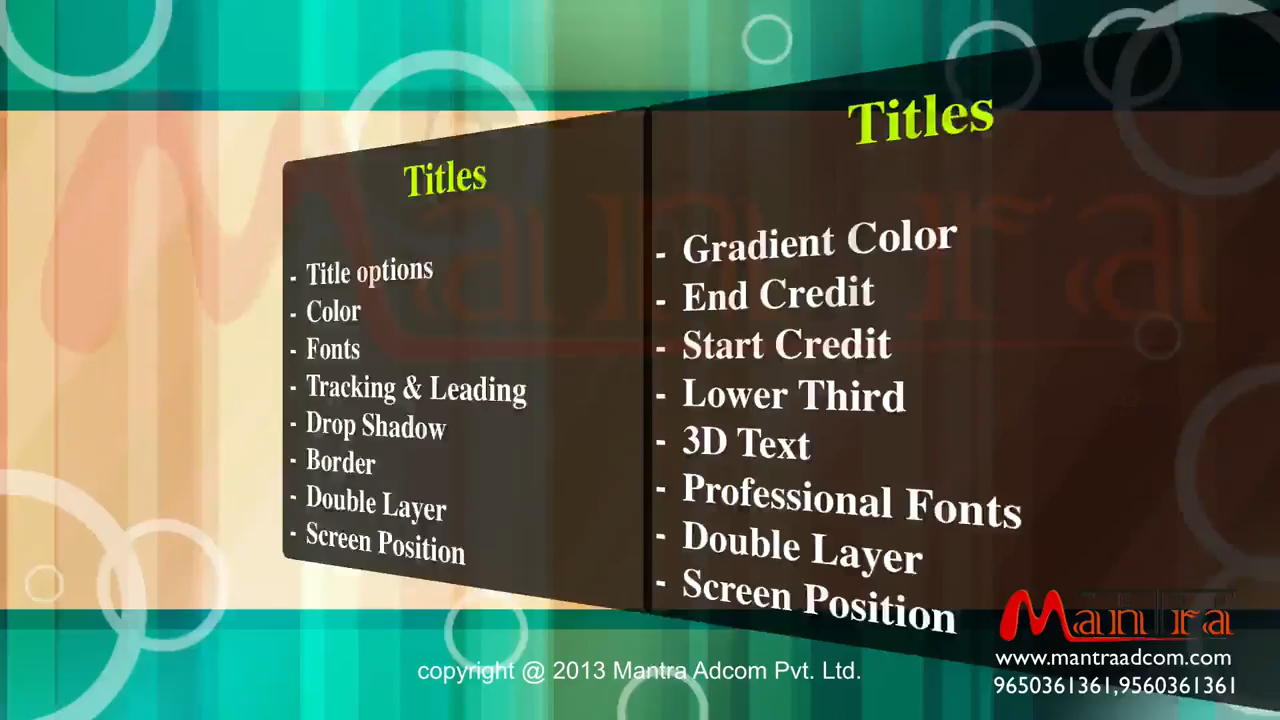 Titles
- Title options
- Color
- Fonts
- Tracking & Leading
- Drop Shadow
- Border
- Double Layer
- Screen Position
Titles
- Gradient Color
- End Credit
- Start Credit
- Lower Third
- 3D Text
- Professional Fonts
- Double Layer
- Screen Position
Mantra
Mantra
www.mantraadcom.com
9650361361,9560361361
copyright @ 2013 Mantra Adcom Pvt. Ltd.